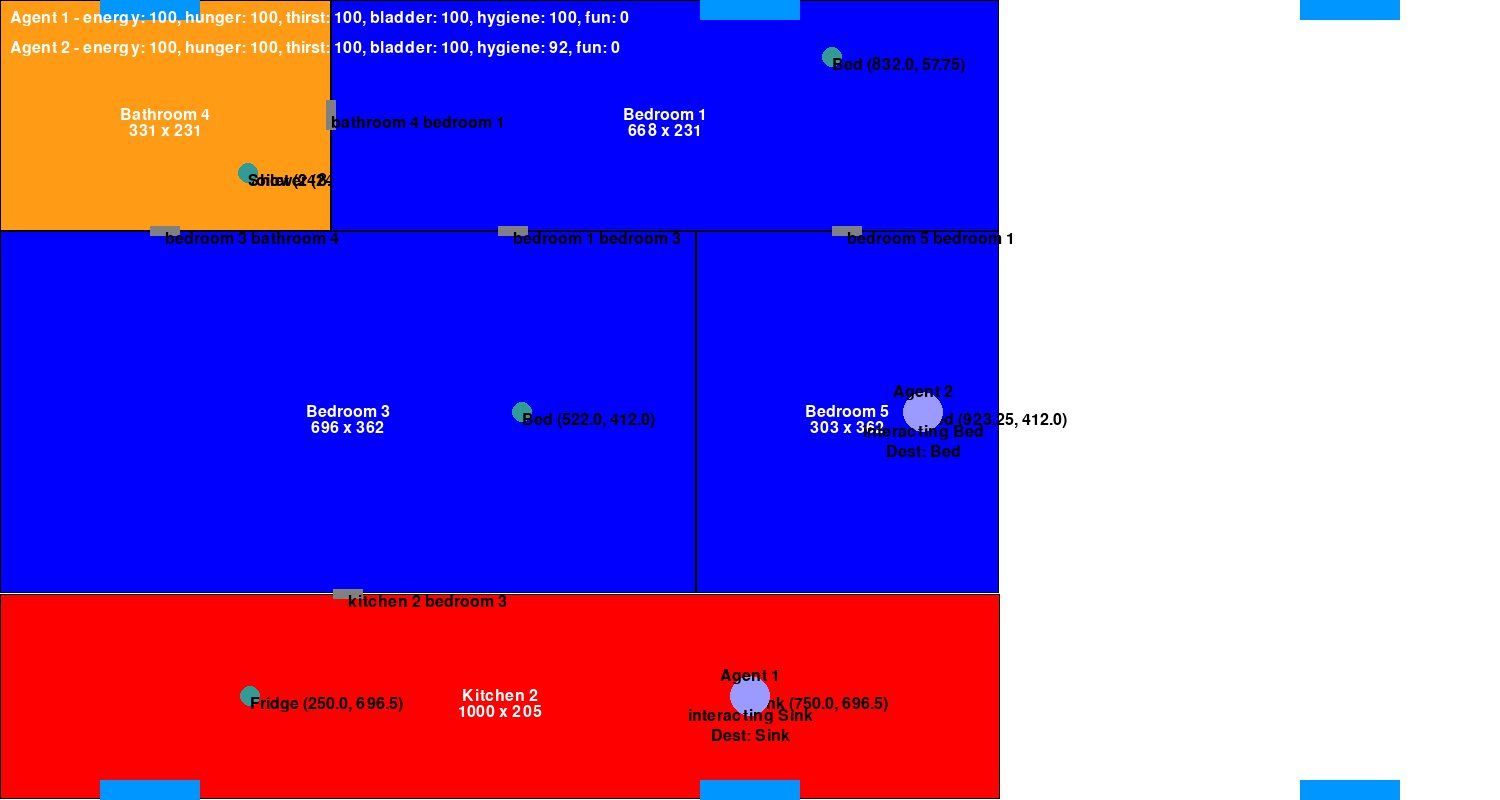 Agent 1 - energy: 100, hunger: 100, thirst: 100, bladder: 100, hygiene: 100, fun: 0
Agent 2 - energy: 100, hunger: 100, thirst: 100, bladder: 100, hygiene: 92, fun: 0
Bed (832.0, 57.75)
Bathroom 4
331 x 231
Bedroom 1
668 x 231
bathroom 4 bedroom 1
bedroom 3 bathroom 4
bedroom 1 bedroom 3
bedroom 5 bedroom 1
Agent 2
Bedroom 3
696 x 362
Bed (522.0, 412.0)
Bedroom 5
303 x 362
(923.25, 412.0)
interacting Bed
Dest: Bed
kitchen 2 bedroom 3
Agent 1
Fridge (250.0, 696.5)
Kitchen 2
1000 x 205
(750.0, 696.5)
interacting Sink
Dest: Sink